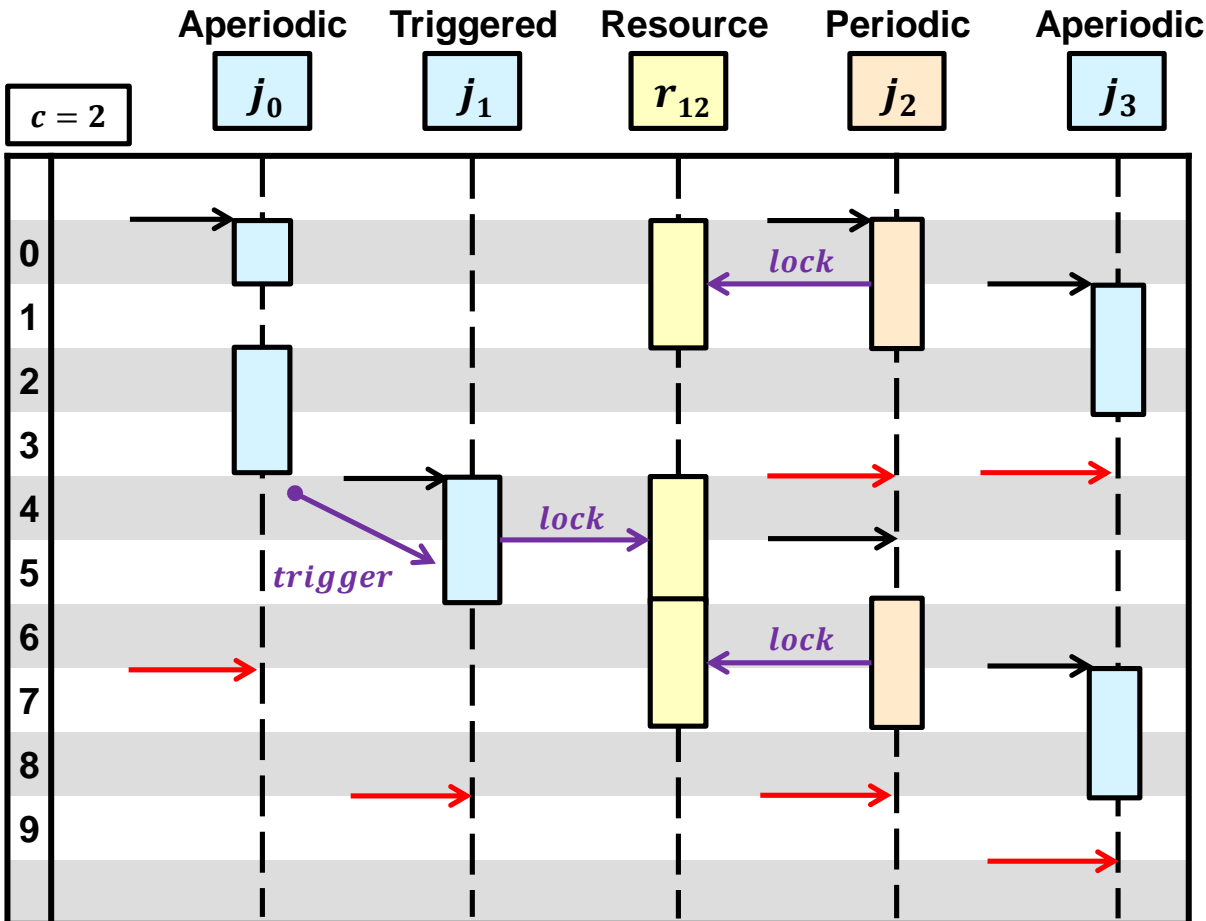 Aperiodic Triggered Resource Periodic Aperiodic
j₀ j₁ r₁₂ j₂ j₃
c = 2
0
lock
1
2
3
4
lock
5
trigger
6
lock
7
8
9